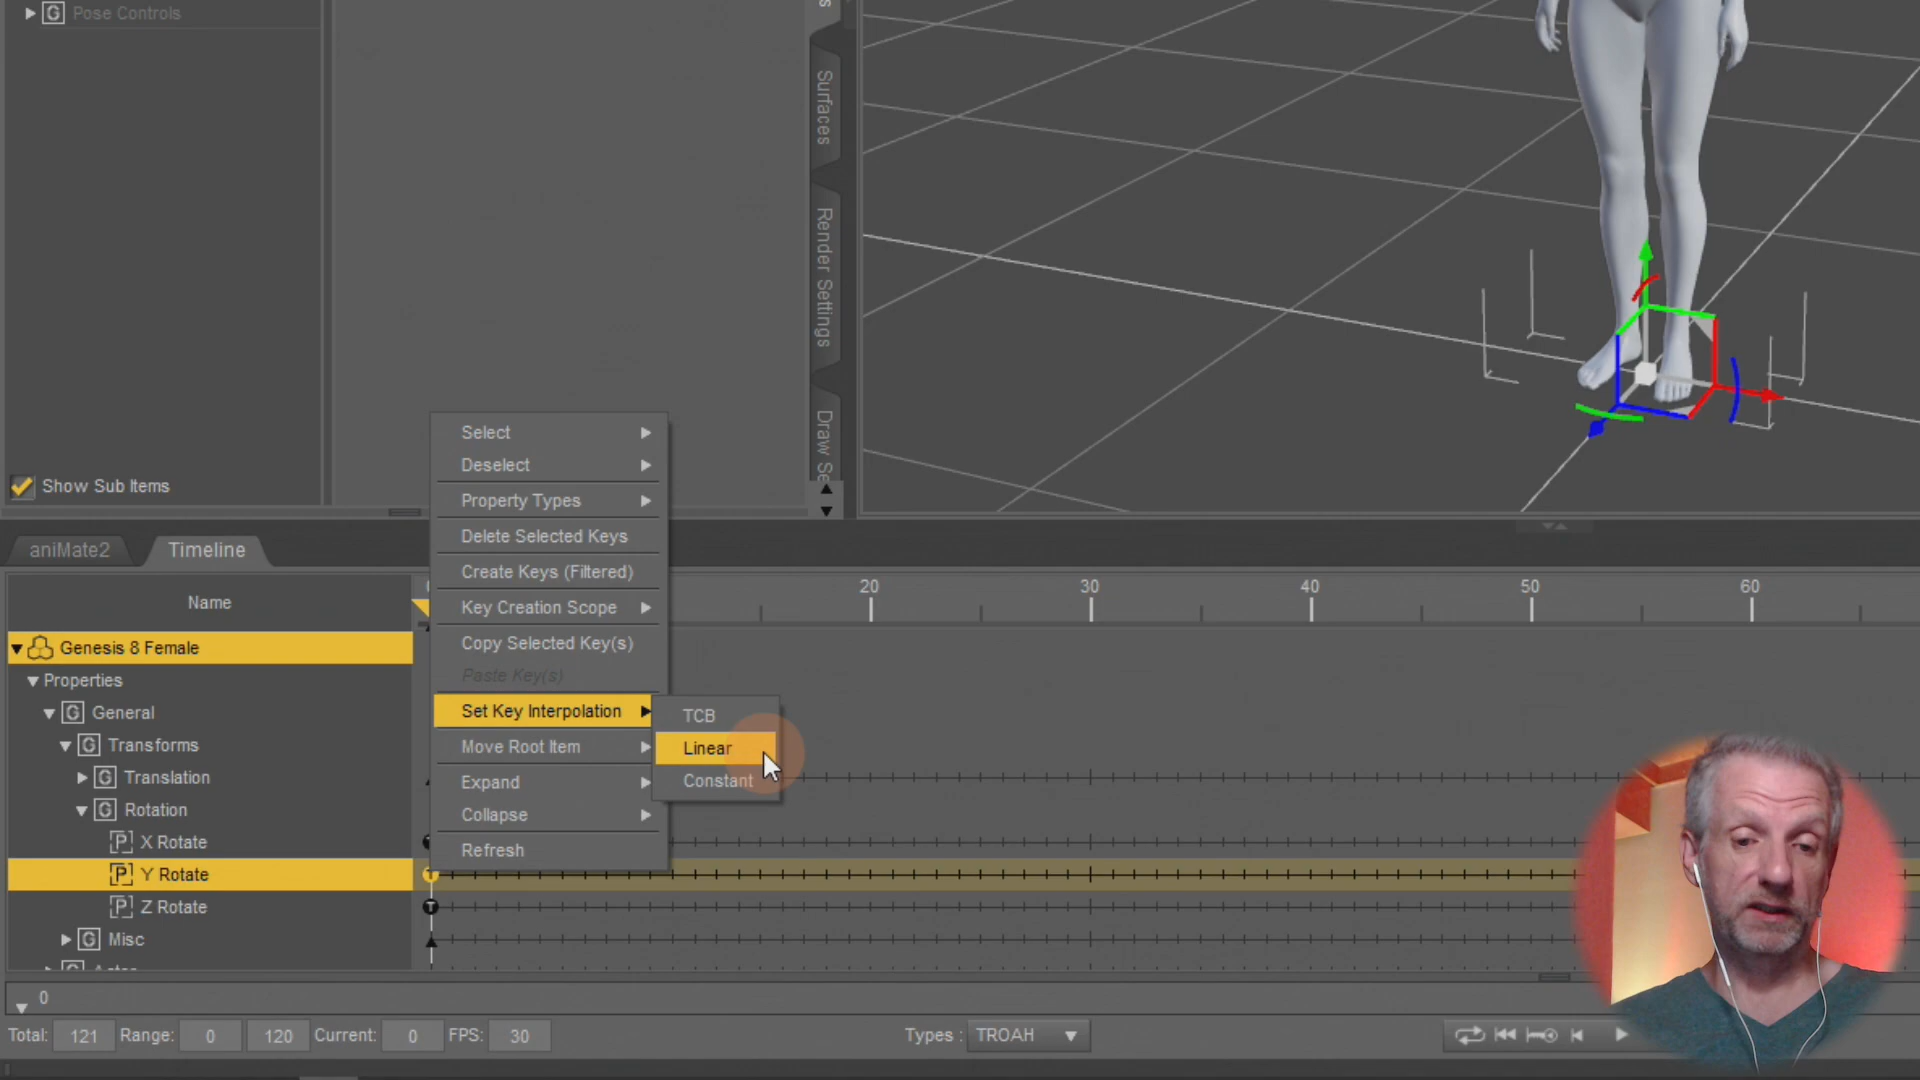 Pose Controls
Surfaces
Render Settings
Draw Se
Show Sub Items
Select
Deselect
Property Types
Delete Selected Keys
Create Keys (Filtered)
Key Creation Scope
Copy Selected Key(s)
Paste Key(s)
Set Key Interpolation
Move Root Item
Expand
Collapse
Refresh
TCB
Linear
Constant
aniMate2
Timeline
Name
20
30
40
50
60
Genesis 8 Female
Properties
General
Transforms
Translation
Rotation
X Rotate
Y Rotate
Z Rotate
Misc
0
Total: 121 Range: 0 120 Current: 0 FPS: 30
Types : TROAH